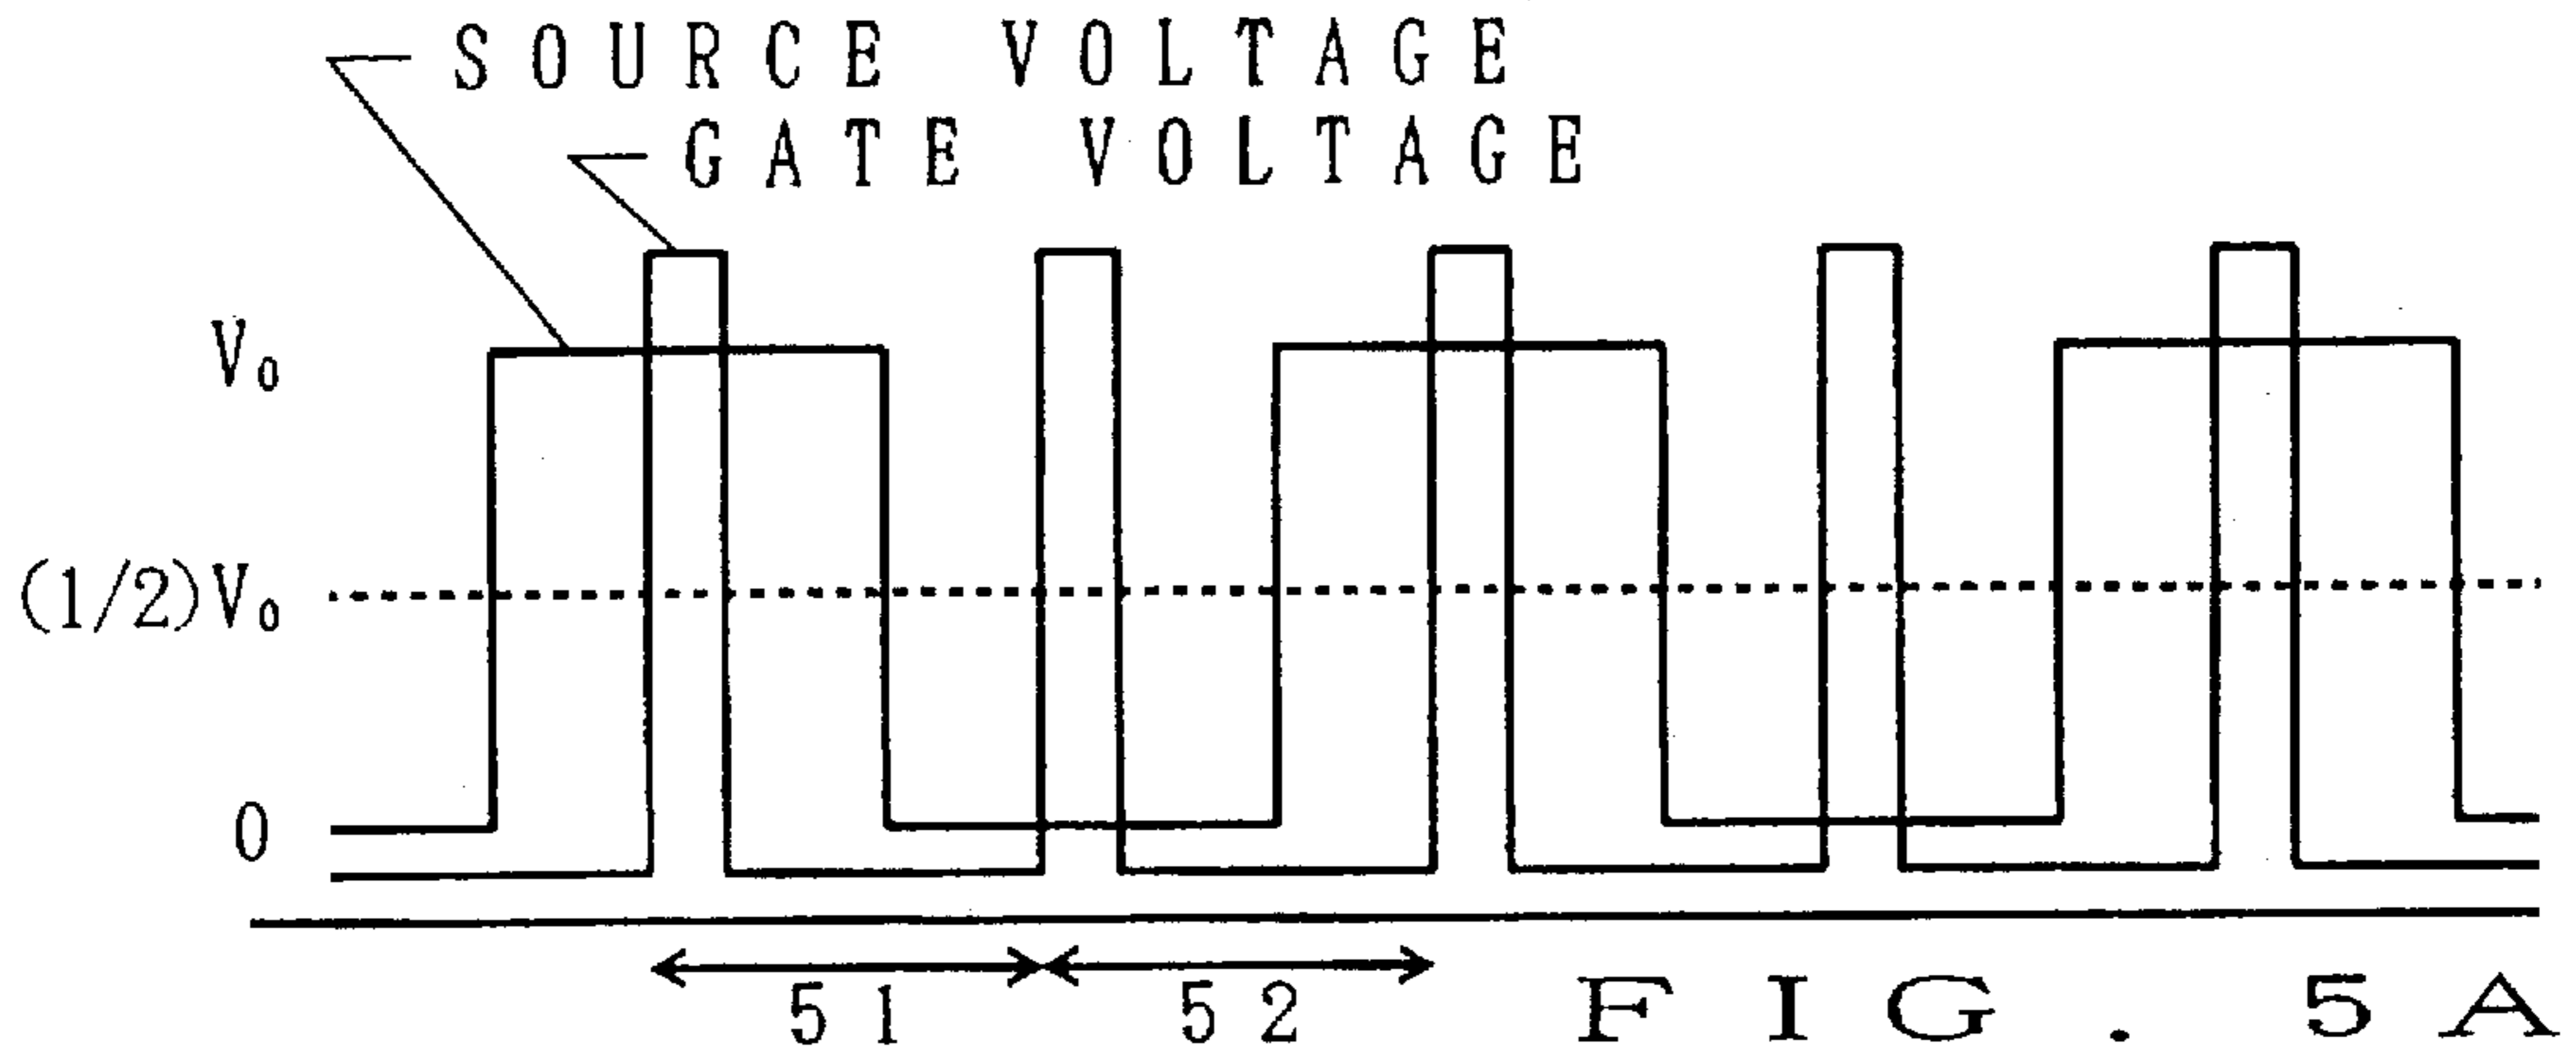 SOURCE VOLTAGE
GATE VOLTAGE
V₀
(1/2)V₀
0
51 52
FIG. 5A